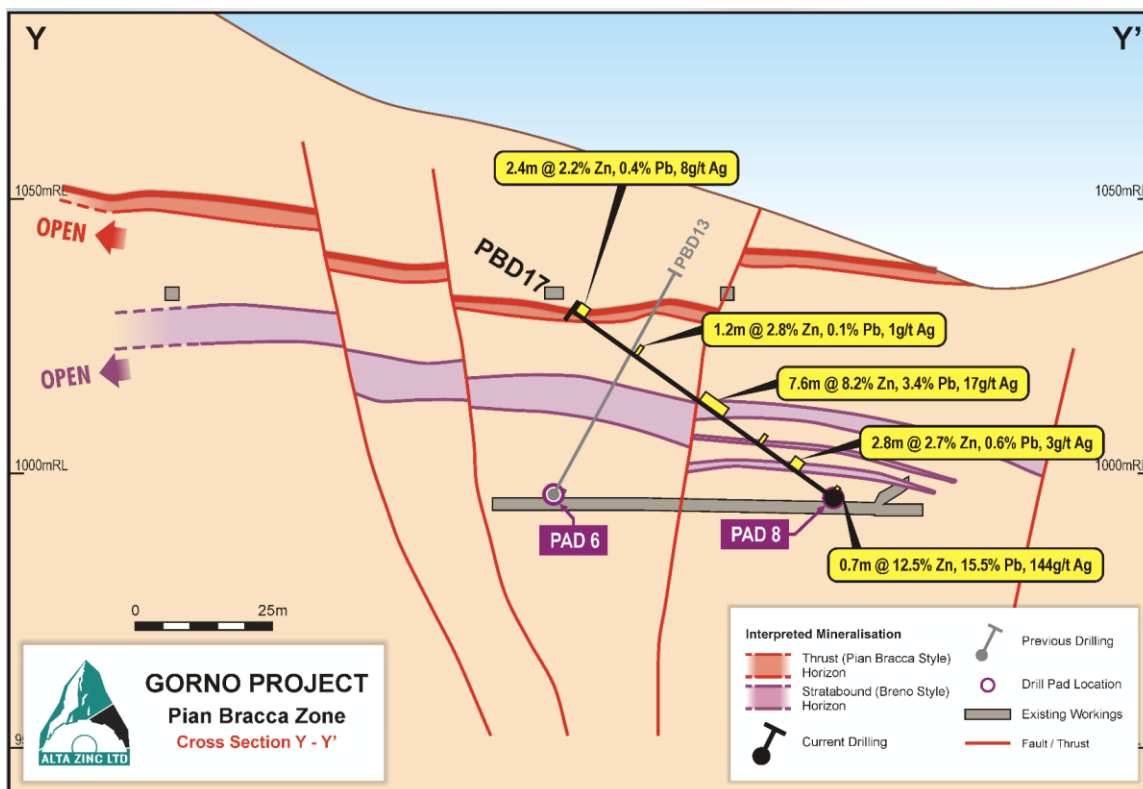 Y
Y'
2.4m @ 2.2% Zn, 0.4% Pb, 8g/t Ag
1050mRL
OPEN
PBD17
PBD13
1.2m @ 2.8% Zn, 0.1% Pb, 1g/t Ag
OPEN
7.6m @ 8.2% Zn, 3.4% Pb, 17g/t Ag
2.8m @ 2.7% Zn, 0.6% Pb, 3g/t Ag
1000mRL
1000mRL
PAD 6
PAD 8
0.7m @ 12.5% Zn, 15.5% Pb, 144g/t Ag
0
25m
GORNO PROJECT
Pian Bracca Zone
Cross Section Y - Y'
ALTA ZINC LTD
Interpreted Mineralisation
Thrust (Pian Bracca Style)
Horizon
Stratabound (Breno Style)
Horizon
Current Drilling
Previous Drilling
Drill Pad Location
Existing Workings
Fault / Thrust